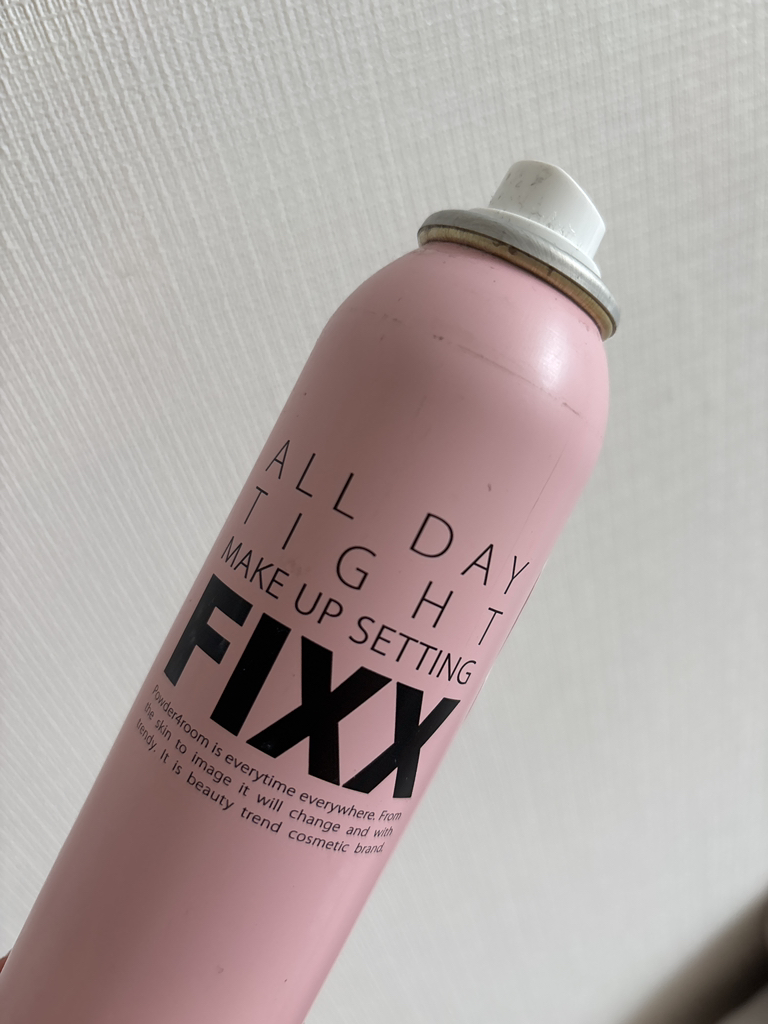 ALL DAY
TIGHT
MAKE UP SETTING
FIXX
Powder4room is everytime everywhere. From
the skin to image it will change and with
trendy. It is beauty trend cosmetic brand.